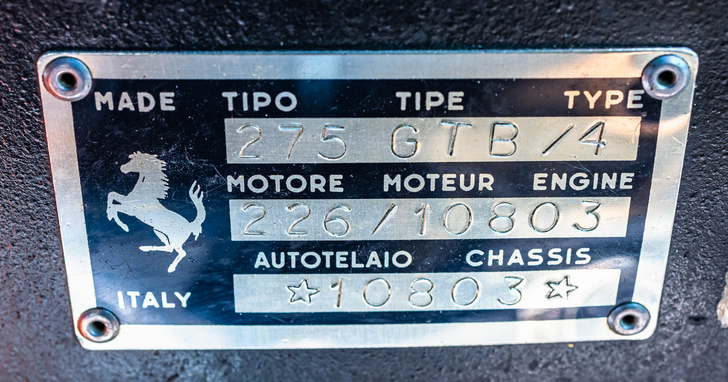 MADE TIPO TIPE TYPE
275 GTB/4
MOTORE MOTEUR ENGINE
226/10803
AUTOTELAIO CHASSIS
☆10803☆
ITALY